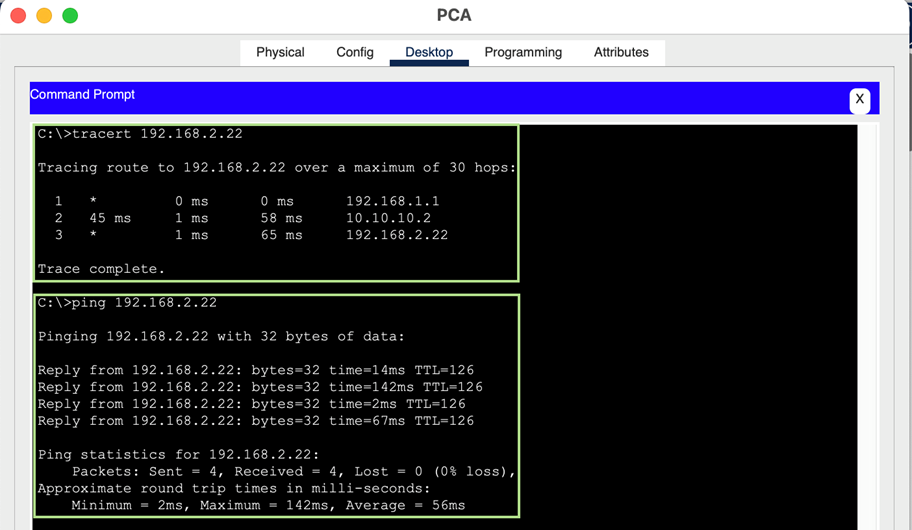 PCA
Physical Config Desktop Programming Attributes
Command Prompt
X
C:\>tracert 192.168.2.22
Tracing route to 192.168.2.22 over a maximum of 30 hops:
1 * 0 ms 0 ms 192.168.1.1
2 45 ms 1 ms 58 ms 10.10.10.2
3 * 1 ms 65 ms 192.168.2.22
Trace complete.
C:\>ping 192.168.2.22
Pinging 192.168.2.22 with 32 bytes of data:
Reply from 192.168.2.22: bytes=32 time=14ms TTL=126
Reply from 192.168.2.22: bytes=32 time=142ms TTL=126
Reply from 192.168.2.22: bytes=32 time=2ms TTL=126
Reply from 192.168.2.22: bytes=32 time=67ms TTL=126
Ping statistics for 192.168.2.22:
Packets: Sent = 4, Received = 4, Lost = 0 (0% loss),
Approximate round trip times in milli-seconds:
Minimum = 2ms, Maximum = 142ms, Average = 56ms